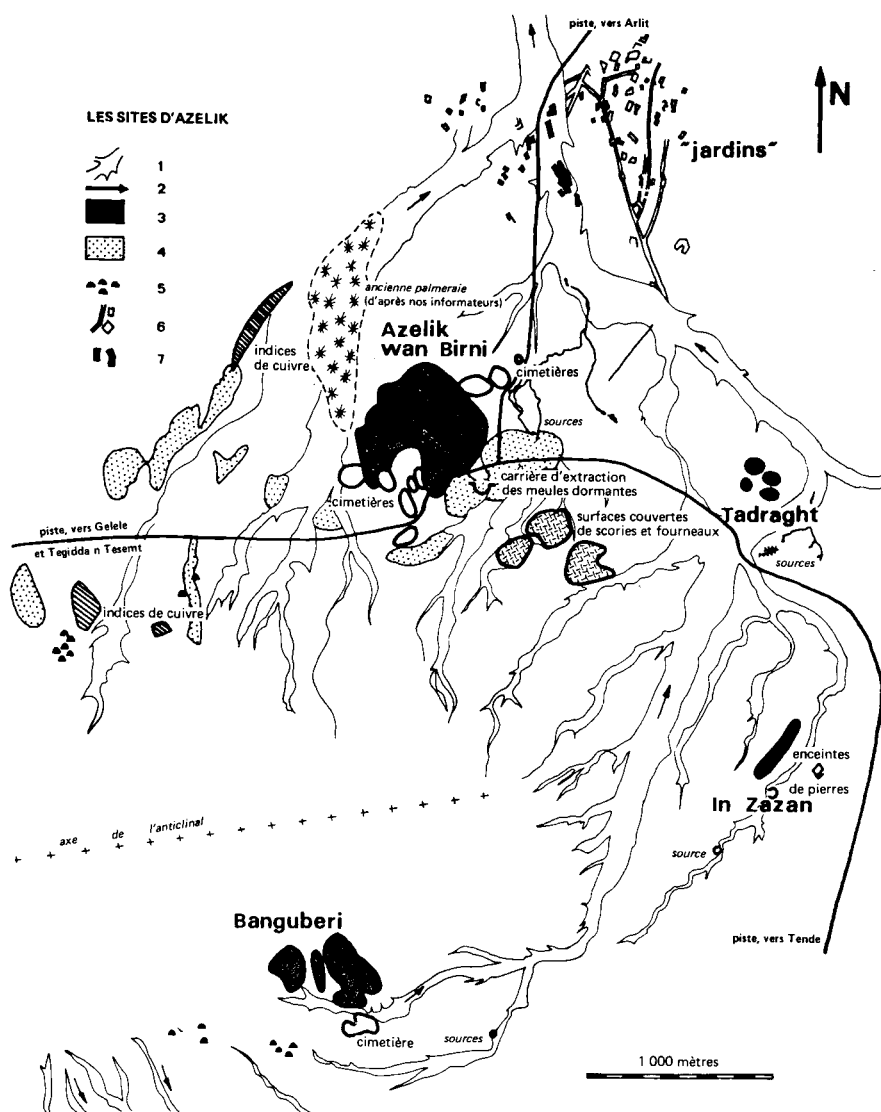 piste, vers Arlit
N
LES SITES D'AZELIK
1
2
3
4
5
6
7
"jardins"
ancienne palmeraie
(d'après nos informateurs)
Azelik
wan Birni
indices
de cuivre
cimetières
sources
carrière d'extraction
des meules dormantes
cimetières
surfaces couvertes
de scories et fourneaux
Tadraght
sources
piste, vers Gelele
et Tegidda n Tesemt
indices de cuivre
enceintes
de pierres
In Zazan
axe de l'anticlinal
source
Banguberi
piste, vers Tende
cimetière
sources
1 000 mètres